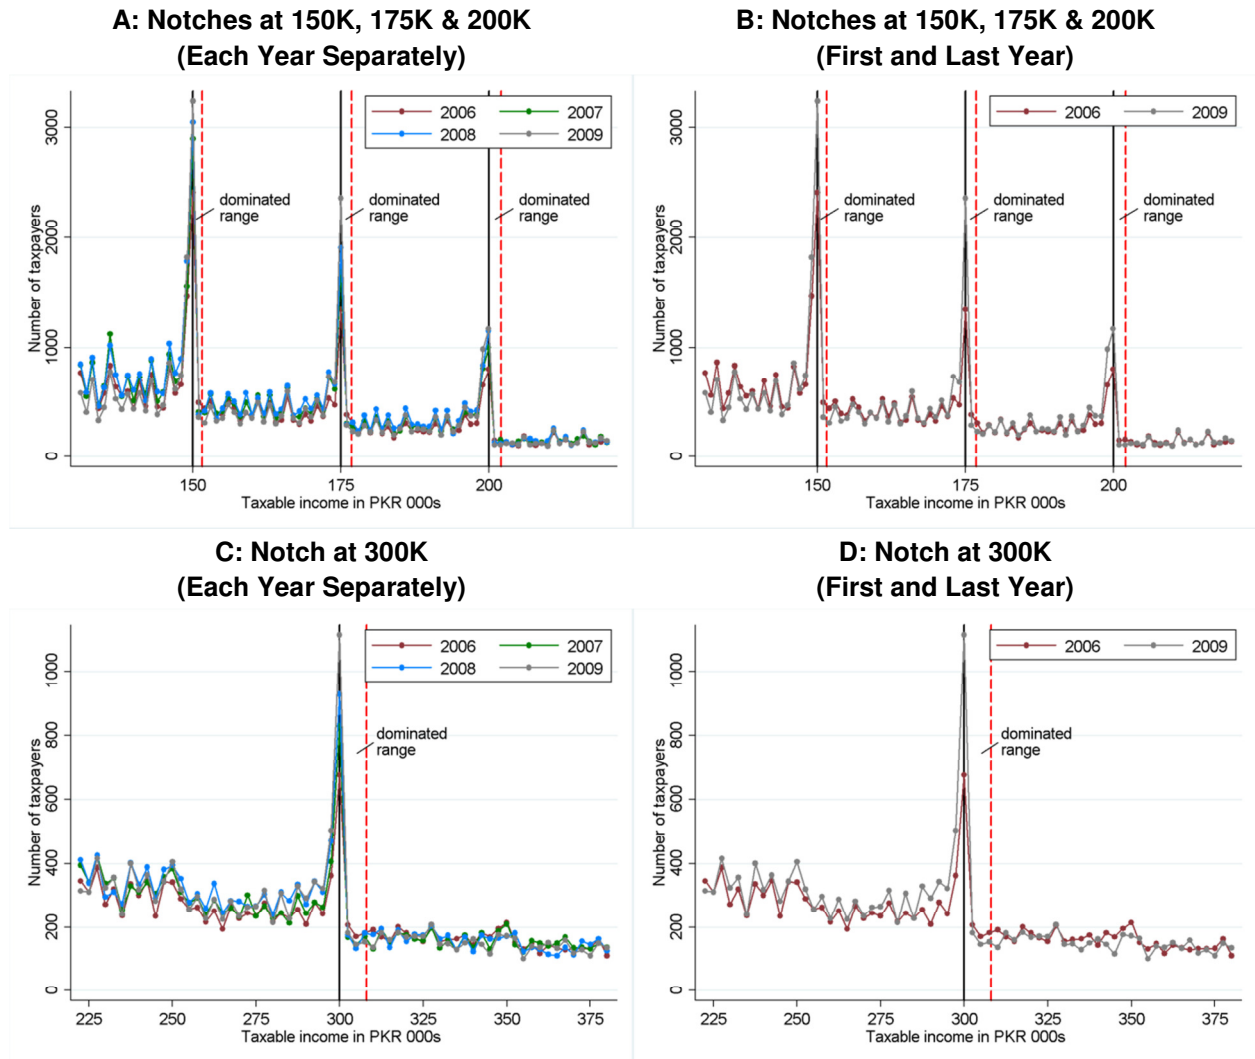 A: Notches at 150K, 175K & 200K
(Each Year Separately)
Number of taxpayers
3000
2000
1000
0
2006
2007
2008
2009
dominated
range
dominated
range
dominated
range
150
175
200
Taxable income in PKR 000s
B: Notches at 150K, 175K & 200K
(First and Last Year)
Number of taxpayers
3000
2000
1000
0
2006
2009
dominated
range
dominated
range
dominated
range
150
175
200
Taxable income in PKR 000s
C: Notch at 300K
(Each Year Separately)
Number of taxpayers
1000
800
600
400
200
0
2006
2007
2008
2009
dominated
range
225
250
275
300
325
350
375
Taxable income in PKR 000s
D: Notch at 300K
(First and Last Year)
Number of taxpayers
1000
800
600
400
200
0
2006
2009
dominated
range
225
250
275
300
325
350
375
Taxable income in PKR 000s